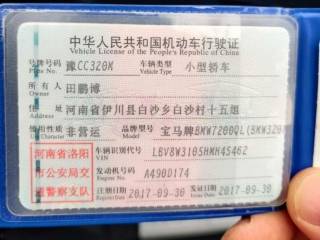 中华人民共和国机动车行驶证
Vehicle License of the People's Republic of China
号牌号码 豫CC320K 车辆类型 小型轿车
Plate No. Vehicle Type
所有人 田鹏博
Owner
住址 河南省伊川县白沙乡白沙村十五组
Address
使用性质 非营运 品牌型号 宝马牌BMW7200QL(BMW320
河南省洛阳
市公安局交
通警察支队
车辆识别代号 LBV8W3105HMH45462
VIN
发动机号码 A490D174
Engine No.
注册日期 2017-09-30 发证日期 2017-09-30
Register Date Issue Date